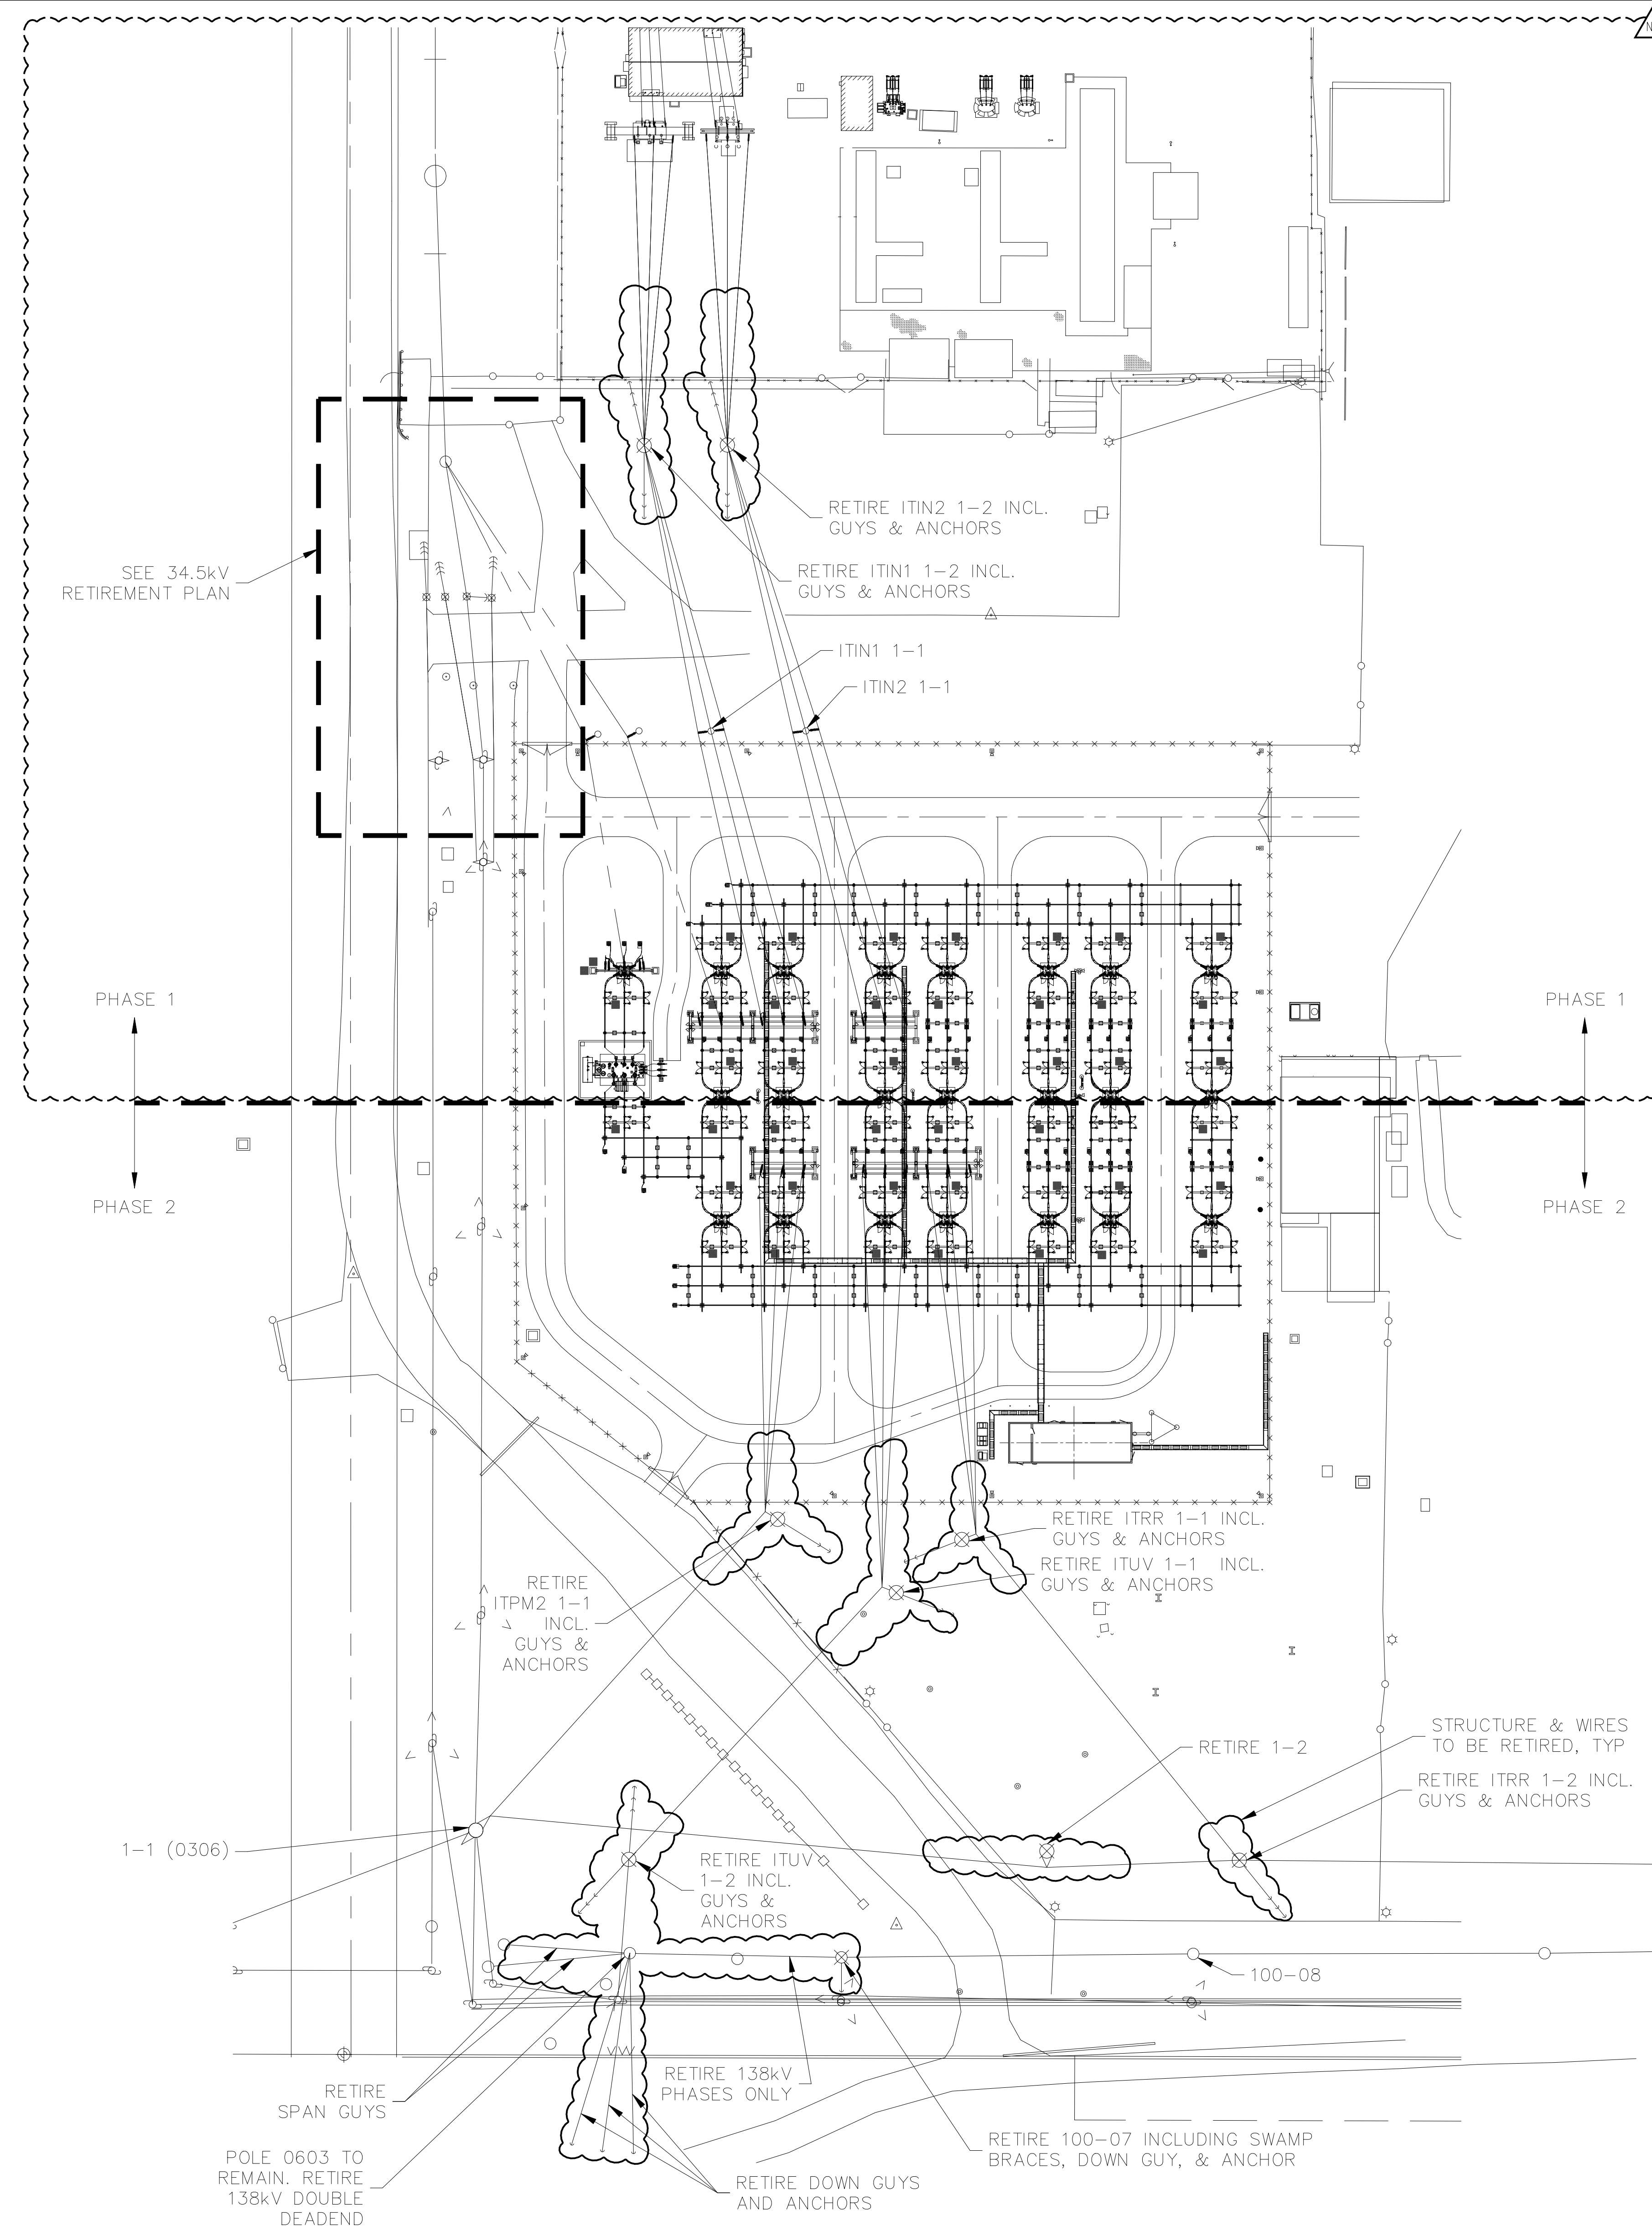 N
RETIRE ITIN2 1-2 INCL.
GUYS & ANCHORS
RETIRE ITIN1 1-2 INCL.
GUYS & ANCHORS
SEE 34.5kV
RETIREMENT PLAN
ITIN1 1-1
ITIN2 1-1
PHASE 1
PHASE 1
PHASE 2
PHASE 2
RETIRE ITRR 1-1 INCL.
GUYS & ANCHORS
RETIRE ITUV 1-1 INCL.
GUYS & ANCHORS
RETIRE
ITPM2 1-1
INCL.
GUYS &
ANCHORS
STRUCTURE & WIRES
TO BE RETIRED, TYP
RETIRE 1-2
RETIRE ITRR 1-2 INCL.
GUYS & ANCHORS
1-1 (0306)
RETIRE ITUV
1-2 INCL.
GUYS &
ANCHORS
100-08
RETIRE 138kV
PHASES ONLY
RETIRE
SPAN GUYS
RETIRE 100-07 INCLUDING SWAMP
BRACES, DOWN GUY, & ANCHOR
POLE 0603 TO
REMAIN. RETIRE
138kV DOUBLE
DEADEND
RETIRE DOWN GUYS
AND ANCHORS